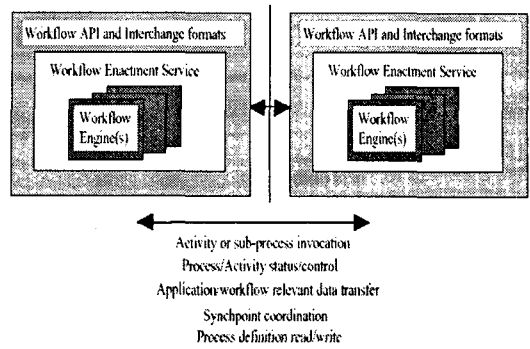 Workflow API and Interchange formats
Workflow Enactment Service
Workflow
Engine(s)
Workflow API and Interchange formats
Workflow Enactment Service
Workflow
Engine(s)
Activity or sub-process invocation
Process/Activity status/control
Application/workflow relevant data transfer
Synchpoint coordination
Process definition read/write